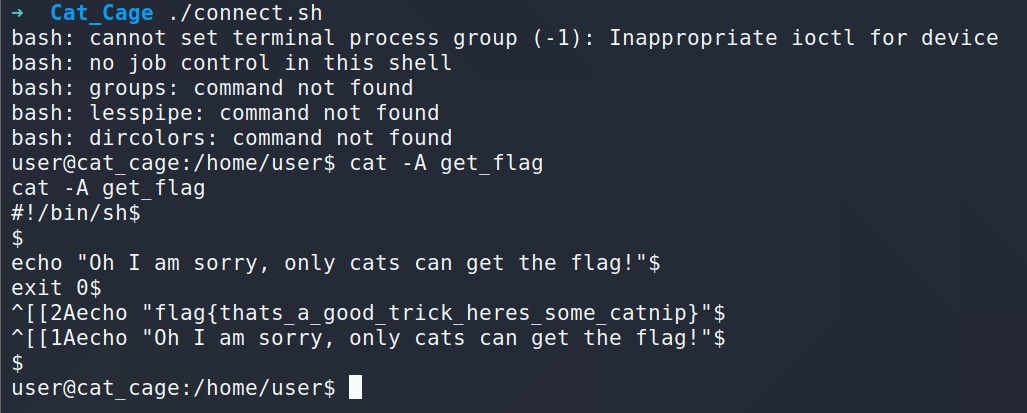 → Cat_Cage ./connect.sh
bash: cannot set terminal process group (-1): Inappropriate ioctl for device
bash: no job control in this shell
bash: groups: command not found
bash: lesspipe: command not found
bash: dircolors: command not found
user@cat_cage:/home/user$ cat -A get_flag
cat -A get_flag
#!/bin/sh$
$
echo "Oh I am sorry, only cats can get the flag!"$
exit 0$
^[[2Aecho "flag{thats_a_good_trick_heres_some_catnip}"$
^[[1Aecho "Oh I am sorry, only cats can get the flag!"$
$
user@cat_cage:/home/user$